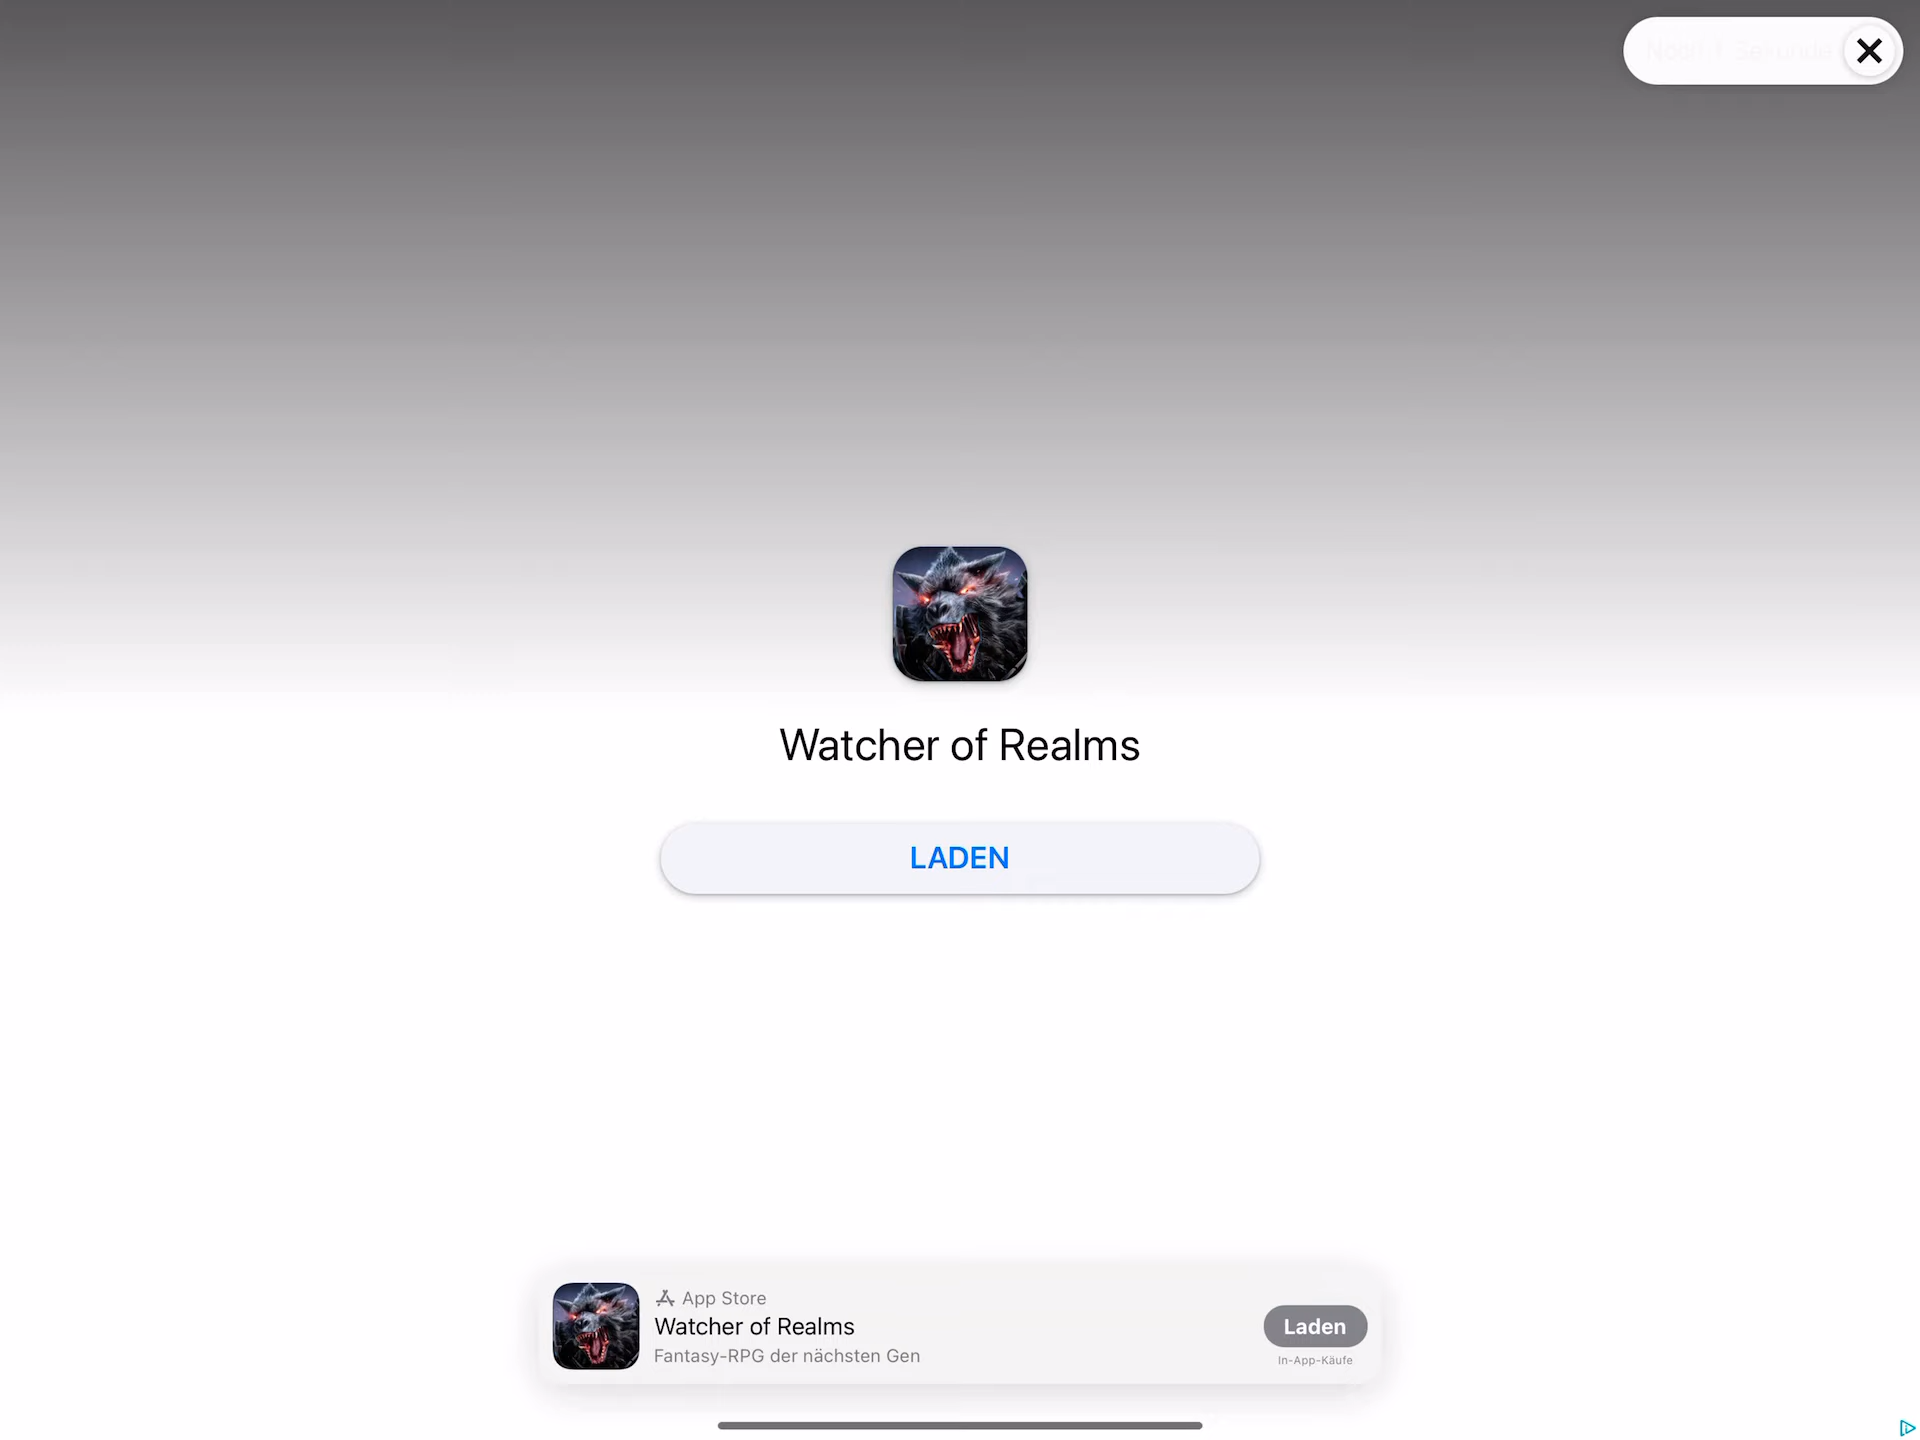 Watcher of Realms
LADEN
App Store
Watcher of Realms
Fantasy-RPG der nächsten Gen
Laden
In-App-Käufe